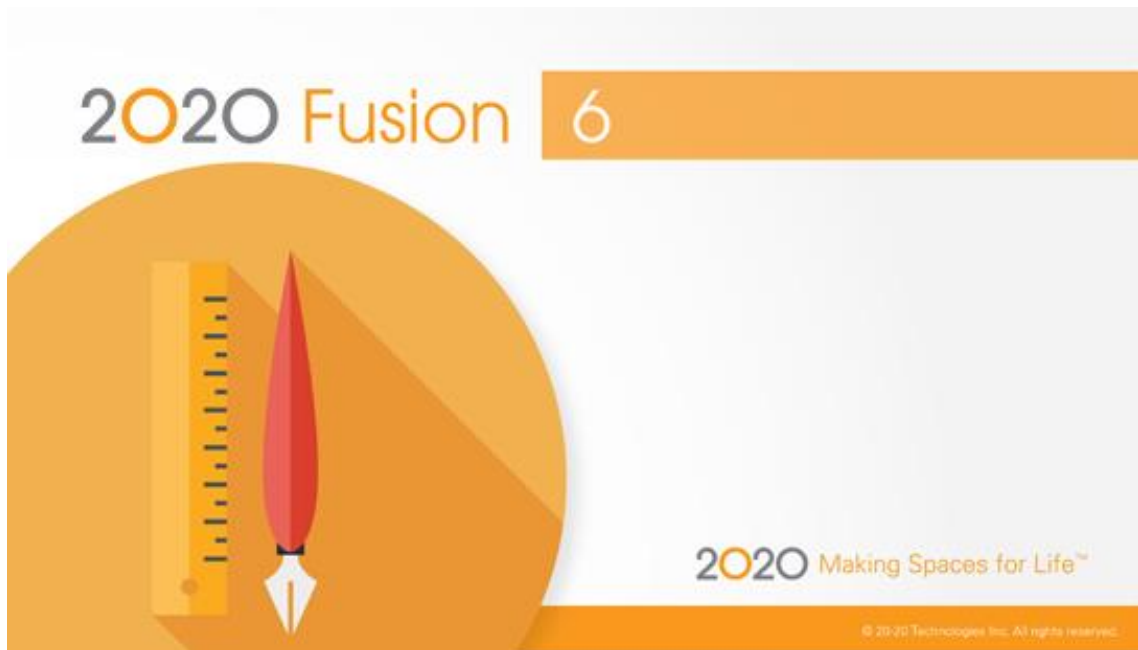 2020 Fusion 6
2020 Making Spaces for Life™
© 20-20 Technologies Inc. All rights reserved.